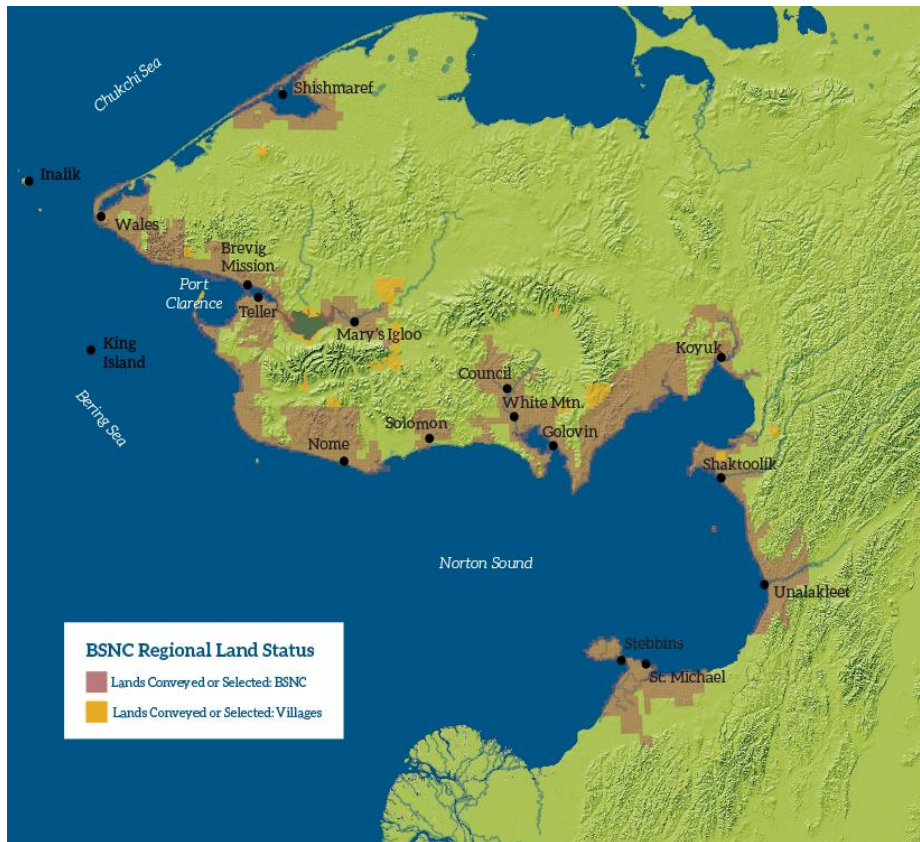 Chukchi Sea
Shishmaref
Inalik
Wales
Brevig
Mission
Port
Clarence
Teller
Mary's Igloo
King
Island
Koyuk
Council
White Mtn.
Bering Sea
Solomon
Golovin
Nome
Shaktoolik
Norton Sound
Unalakleet
Stebbins
St. Michael
BSNC Regional Land Status
Lands Conveyed or Selected: BSNC
Lands Conveyed or Selected: Villages